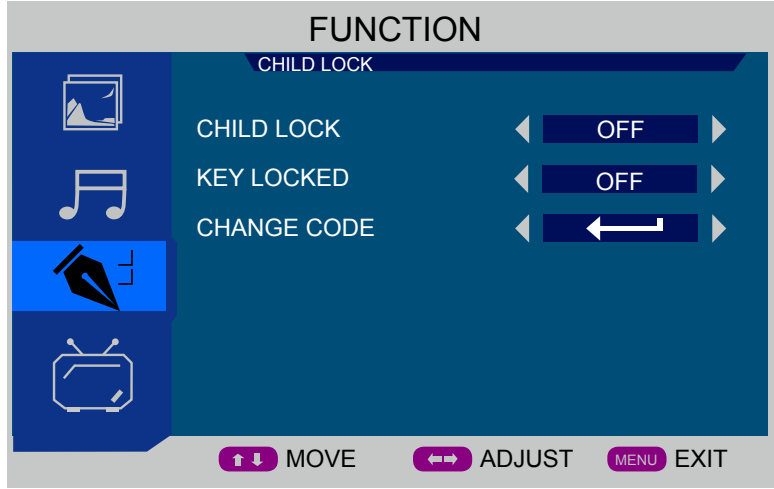 FUNCTION
CHILD LOCK
CHILD LOCK OFF
KEY LOCKED OFF
CHANGE CODE
MOVE ADJUST MENU EXIT